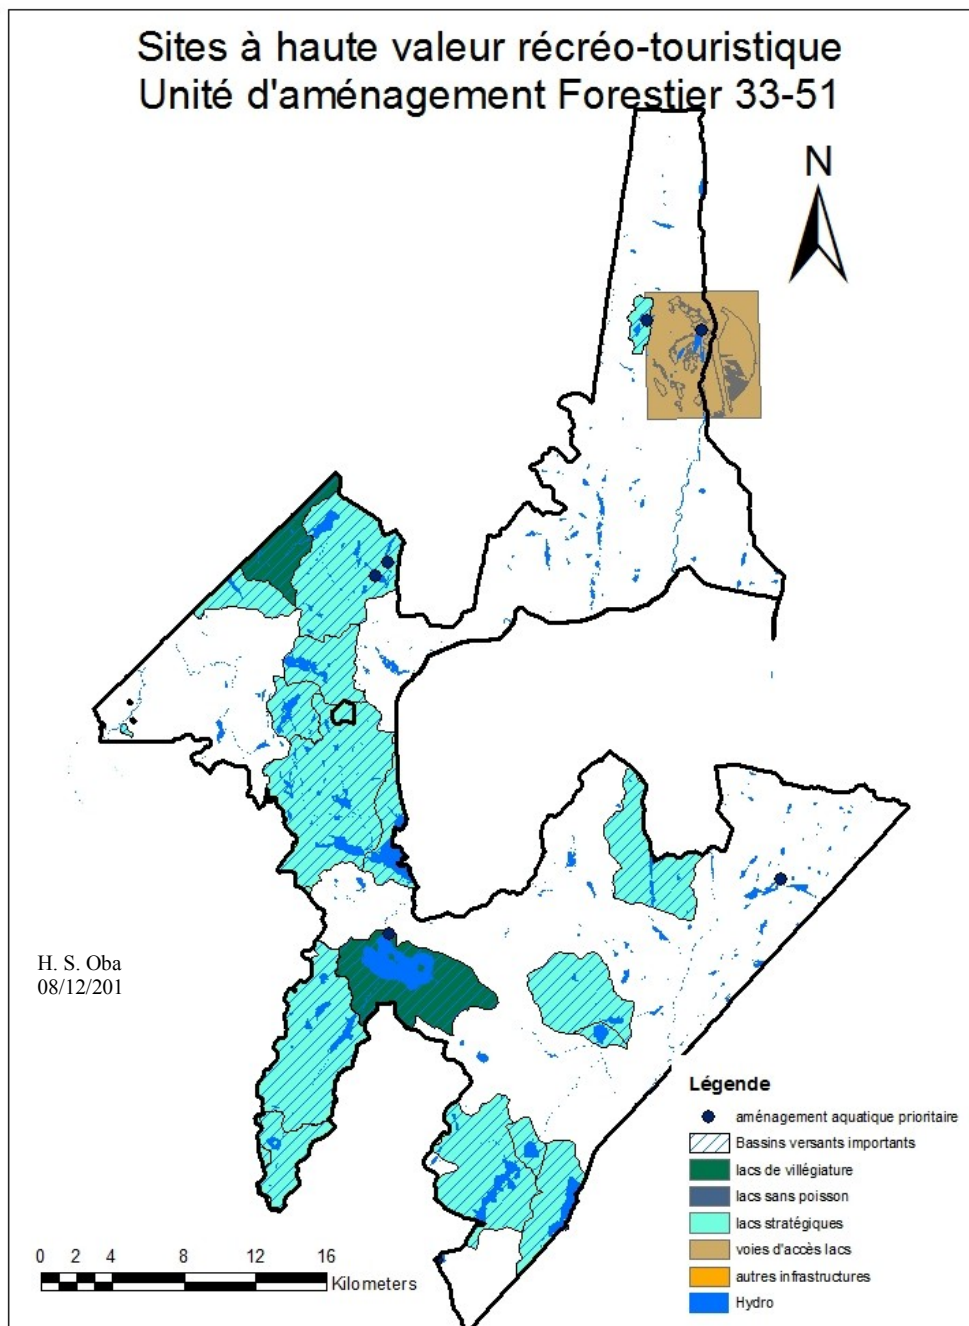 Sites à haute valeur récréo-touristique
Unité d'aménagement Forestier 33-51
N
H. S. Oba
08/12/201
Légende
aménagement aquatique prioritaire
Bassins versants importants
lacs de villégiature
lacs sans poisson
lacs stratégiques
voies d'accès lacs
autres infrastructures
Hydro
0 2 4 8 12 16
Kilometers